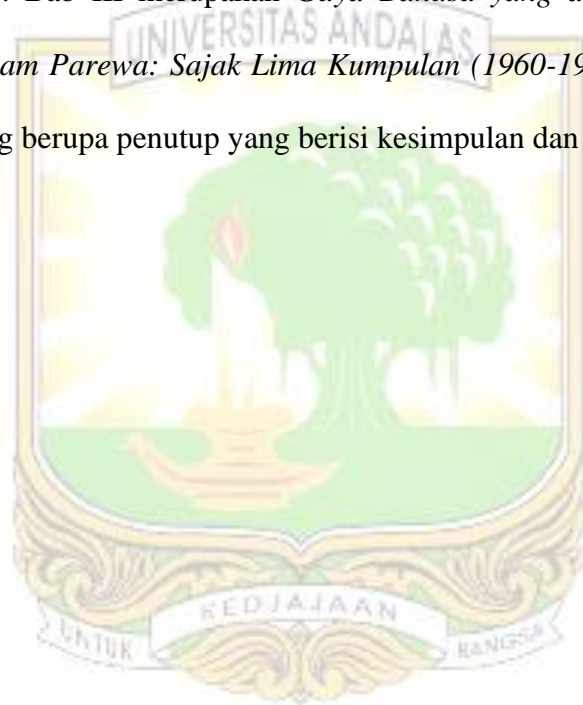 Bab III merupakan Gaya Bahasa yang
UNIVERSITAS ANDALAS
am Parewa: Sajak Lima Kumpulan (1960-19
g berupa penutup yang berisi kesimpulan dan
KEDJAJAAN
UNTUK BANGSA